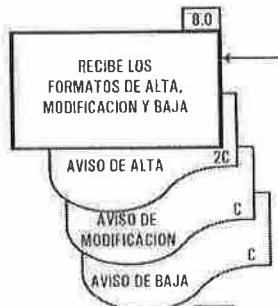 8.0
RECIBE LOS
FORMATOS DE ALTA,
MODIFICACION Y BAJA
AVISO DE ALTA
2C
AVISO DE
MODIFICACION
C
AVISO DE BAJA
C